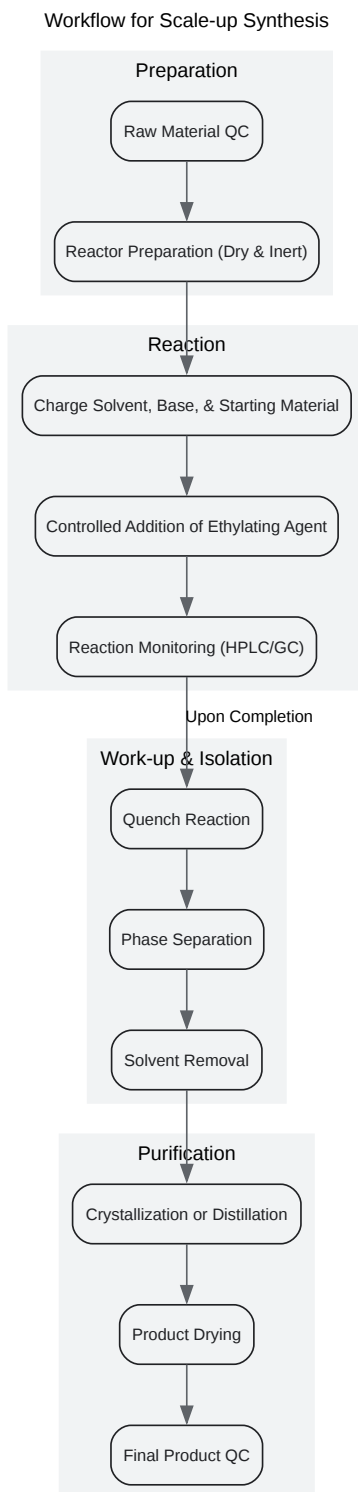 Workflow for Scale-up Synthesis
Preparation
Raw Material QC
Reactor Preparation (Dry & Inert)
Reaction
Charge Solvent, Base, & Starting Material
Controlled Addition of Ethylating Agent
Reaction Monitoring (HPLC/GC)
Upon Completion
Work-up & Isolation
Quench Reaction
Phase Separation
Solvent Removal
Purification
Crystallization or Distillation
Product Drying
Final Product QC